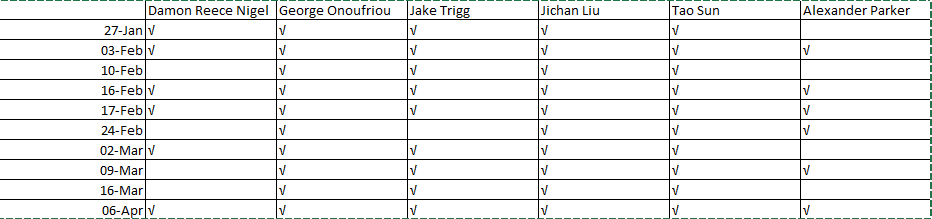 Damon Reece Nigel George Onoufriou Jake Trigg Jichan Liu Tao Sun Alexander Parker
27-Jan √ √ √ √ √
03-Feb √ √ √ √ √ √
10-Feb √ √ √ √
16-Feb √ √ √ √ √ √
17-Feb √ √ √ √ √ √
24-Feb √ √ √ √
02-Mar √ √ √ √ √
09-Mar √ √ √ √ √
16-Mar √ √ √ √
06-Apr √ √ √ √ √ √